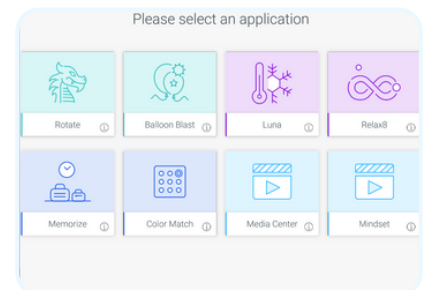 Please select an application
Rotate
Balloon Blast
Luna
Relax8
Memorize
Color Match
Media Center
Mindset